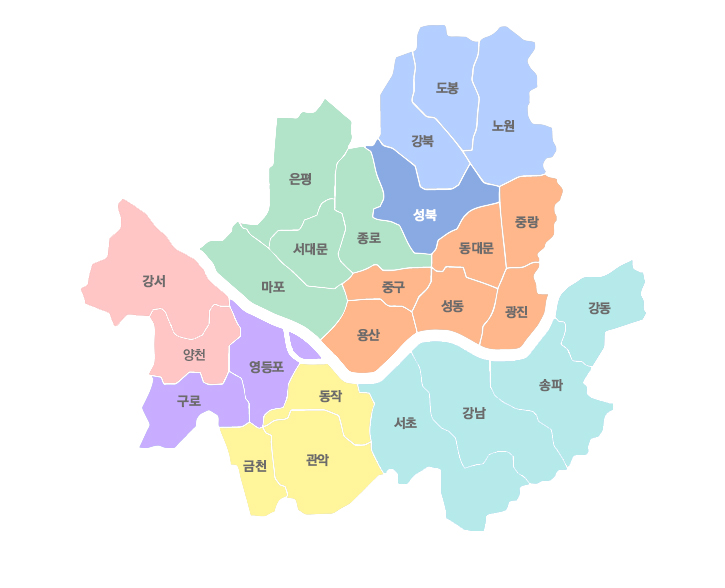 도봉
노원
강북
은평
성북
중랑
종로
서대문
동대문
강서
마포
중구
성동
광진
강동
용산
양천
영등포
송파
동작
구로
서초
강남
금천
관악